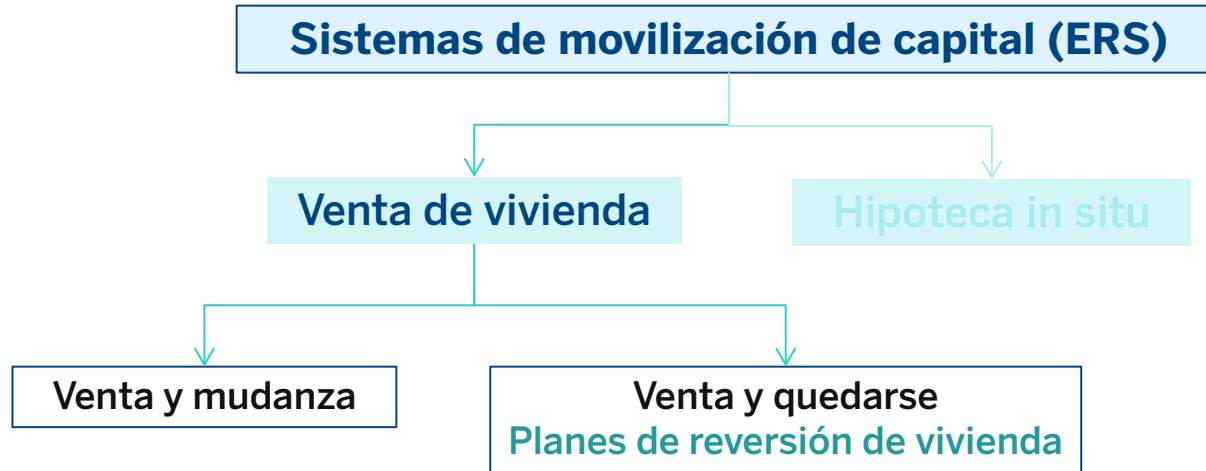 Sistemas de movilización de capital (ERS)
Venta de vivienda
Hipoteca in situ
Venta y mudanza
Venta y quedarse
Planes de reversión de vivienda